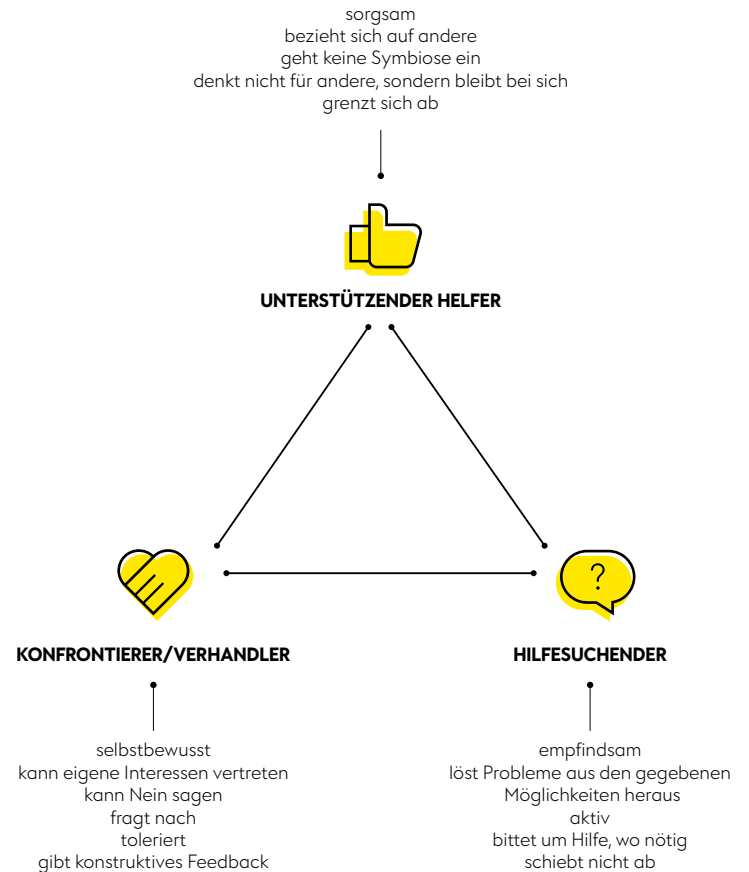 sorgsam
bezieht sich auf andere
geht keine Symbiose ein
denkt nicht für andere, sondern bleibt bei sich
grenzt sich ab
UNTERSTÜTZENDER HELFER
?
KONFRONTIERER/VERHANDLER
selbstbewusst
kann eigene Interessen vertreten
kann Nein sagen
fragt nach
toleriert
gibt konstruktives Feedback
HILFESUCHENDER
empfindsam
löst Probleme aus den gegebenen
Möglichkeiten heraus
aktiv
bittet um Hilfe, wo nötig
schiebt nicht ab